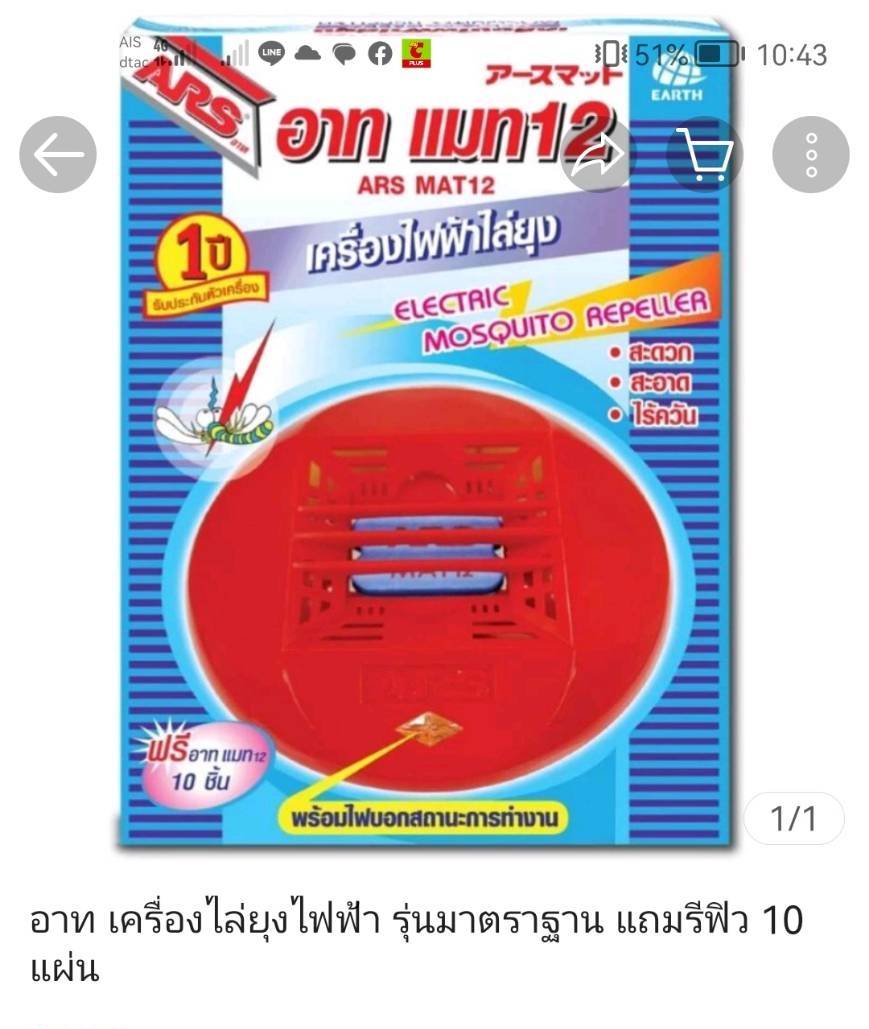 AIS 4G
dtac
LINE
PLUS
51%
10:43
アースマット
ARS
อาท
EARTH
อาท แมท12
ARS MAT12
เครื่องไฟฟ้าไล่ยุง
1ปี
รับประกันตัวเครื่อง
ELECTRIC
MOSQUITO REPELLER
• สะดวก
• สะอาด
• ไร้ควัน
MAT12
ARS
ฟรี อาท แมท12
10 ชิ้น
พร้อมไฟบอกสถานะการทำงาน
1/1
อาท เครื่องไล่ยุงไฟฟ้า รุ่นมาตราฐาน แถมรีฟิว 10
แผ่น